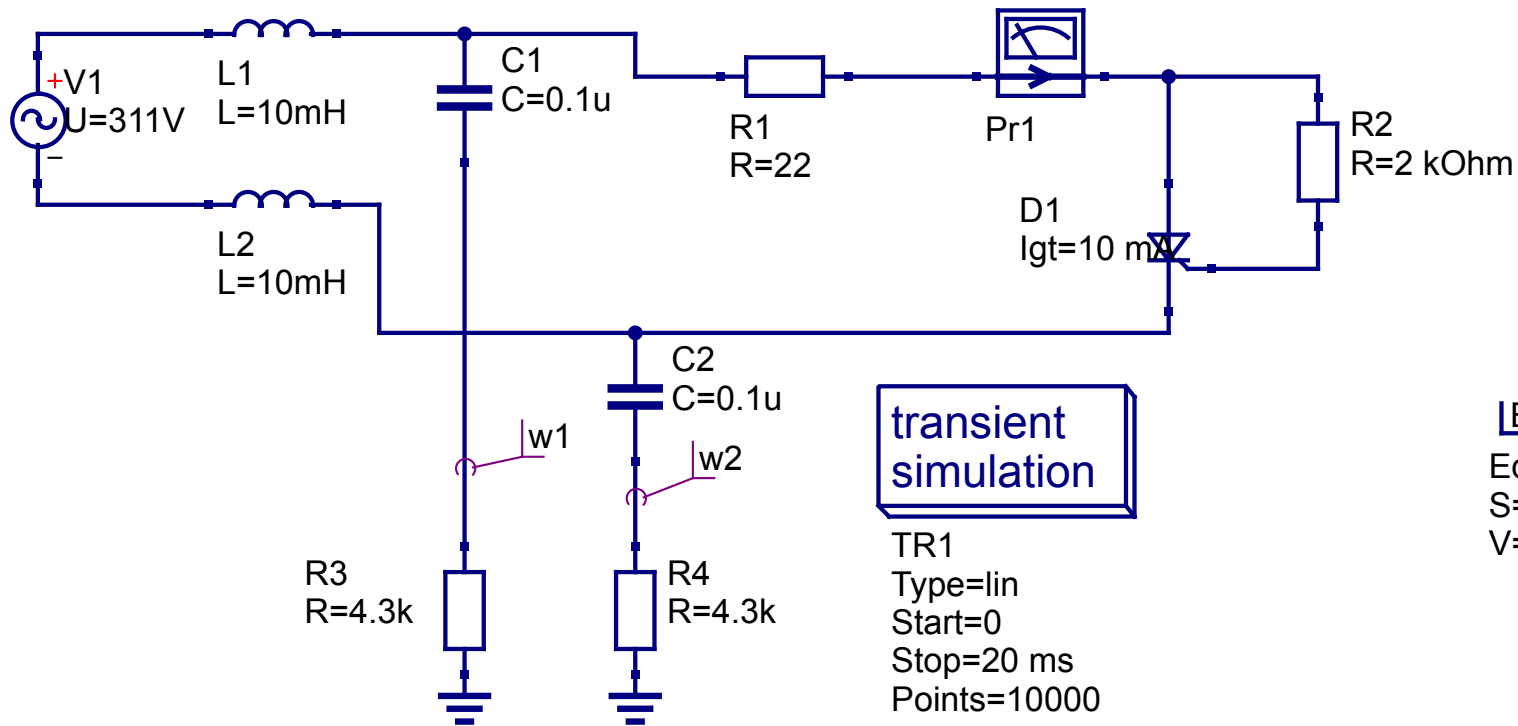 +
V1
U=311V
−
L1
L=10mH
C1
C=0.1u
R1
R=22
Pr1
R2
R=2 kOhm
L2
L=10mH
D1
Igt=10 mA
C2
C=0.1u
w1
w2
transient
simulation
R3
R=4.3k
R4
R=4.3k
TR1
Type=lin
Start=0
Stop=20 ms
Points=10000
S=
V=